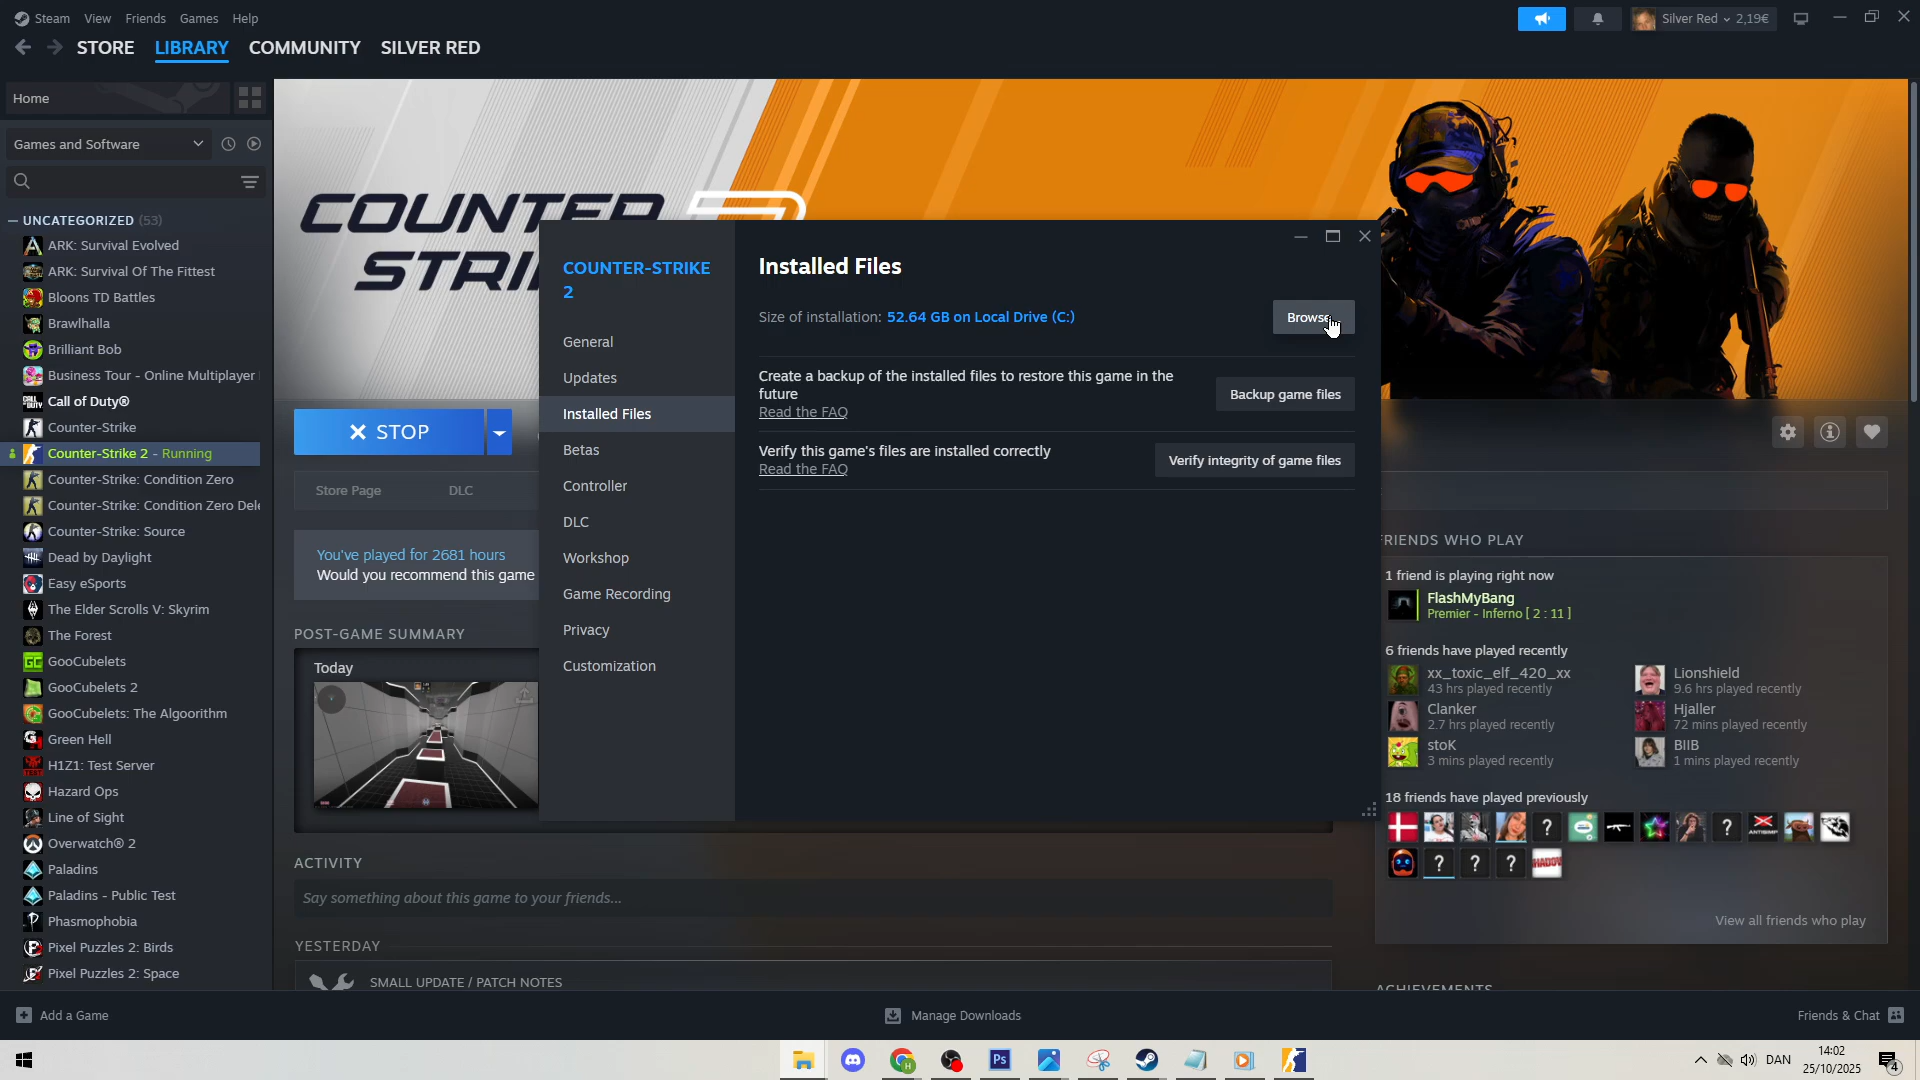 Steam View Friends Games Help
Silver Red 2,19€
STORE LIBRARY COMMUNITY SILVER RED
Home
Games and Software
UNCATEGORIZED (53)
ARK: Survival Evolved
ARK: Survival Of The Fittest
Bloons TD Battles
Brawlhalla
Brilliant Bob
Business Tour - Online Multiplayer
Call of Duty®
Counter-Strike
Counter-Strike 2 - Running
Counter-Strike: Condition Zero
Counter-Strike: Condition Zero Del
Counter-Strike: Source
Dead by Daylight
Easy eSports
The Elder Scrolls V: Skyrim
The Forest
GooCubelets
GooCubelets 2
GooCubelets: The Algoorithm
Green Hell
H1Z1: Test Server
Hazard Ops
Line of Sight
Overwatch® 2
Paladins
Paladins - Public Test
Phasmophobia
Pixel Puzzles 2: Birds
Pixel Puzzles 2: Space
Add a Game
COUNTER
STRI
STOP
Store Page DLC
You've played for 2681 hours
Would you recommend this game
POST-GAME SUMMARY
Today
ACTIVITY
Say something about this game to your friends...
YESTERDAY
SMALL UPDATE / PATCH NOTES
COUNTER-STRIKE
2
General
Updates
Installed Files
Betas
Controller
DLC
Workshop
Game Recording
Privacy
Customization
Installed Files
Size of installation: 52.64 GB on Local Drive (C:)
Browse
Create a backup of the installed files to restore this game in the
future
Read the FAQ
Backup game files
Verify this game's files are installed correctly
Read the FAQ
Verify integrity of game files
FRIENDS WHO PLAY
1 friend is playing right now
FlashMyBang
Premier - Inferno [ 2 : 11 ]
6 friends have played recently
xx_toxic_elf_420_xx
43 hrs played recently
Lionshield
9.6 hrs played recently
Clanker
2.7 hrs played recently
Hjaller
72 mins played recently
stoK
3 mins played recently
BIIB
1 mins played recently
18 friends have played previously
View all friends who play
ACHIEVEMENTS
Manage Downloads
Friends & Chat
Ps
DAN
14:02
25/10/2025
4